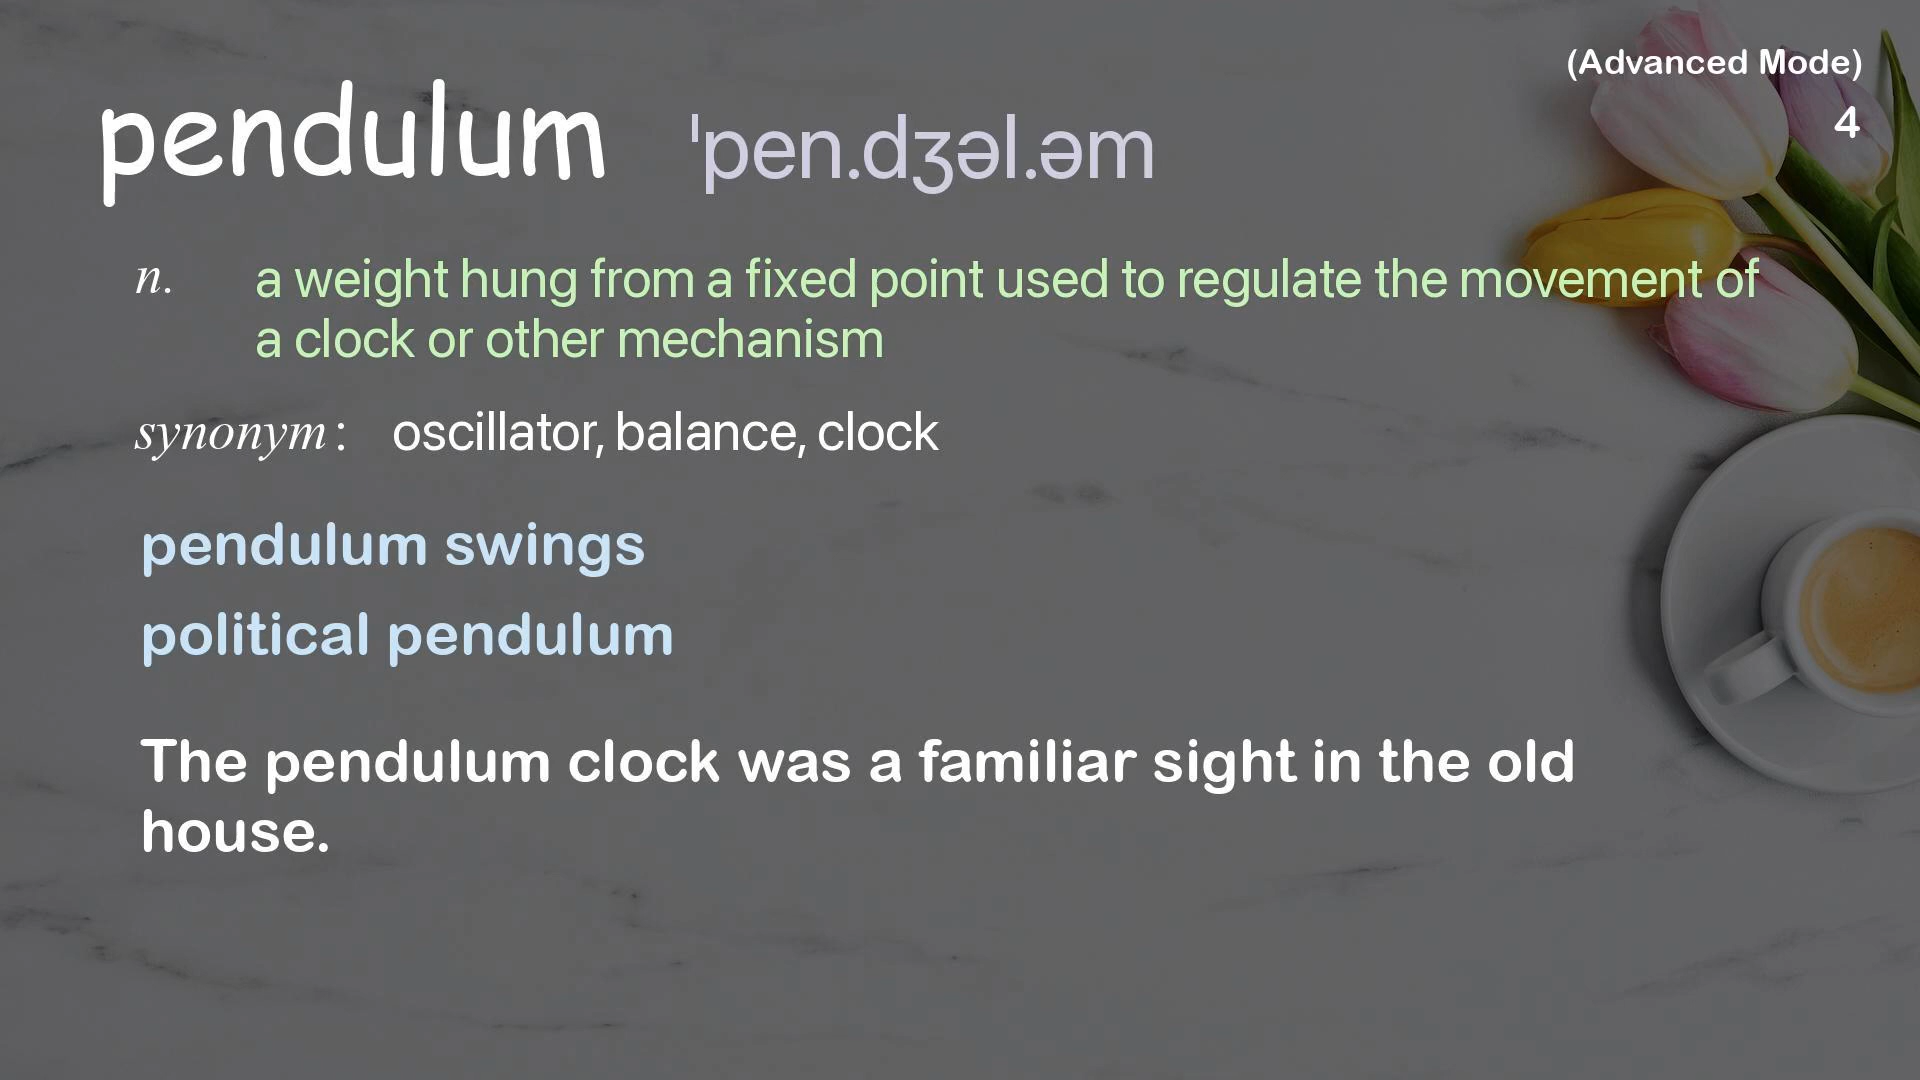 (Advanced Mode)
4
pendulum ˈpen.dʒəl.əm
n. a weight hung from a fixed point used to regulate the movement of
a clock or other mechanism
synonym: oscillator, balance, clock
pendulum swings
political pendulum
The pendulum clock was a familiar sight in the old
house.